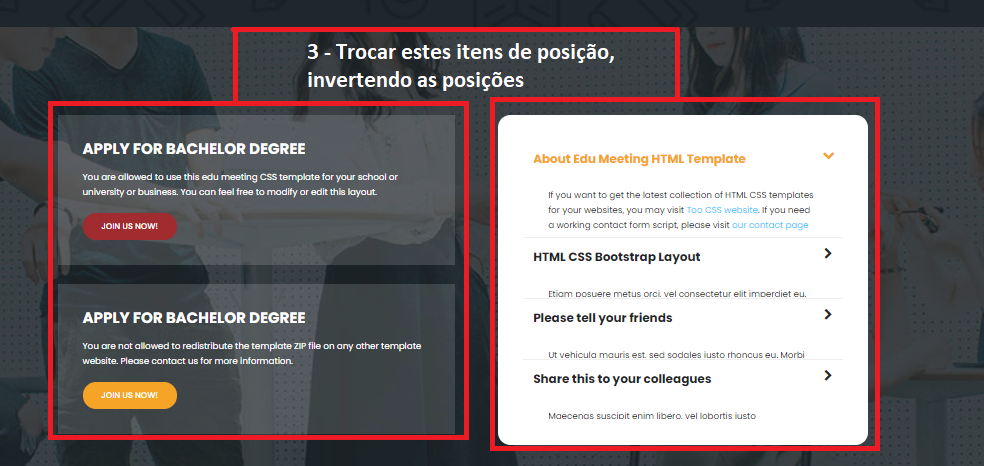 3 - Trocar estes itens de posição,
invertendo as posições
APPLY FOR BACHELOR DEGREE
You are allowed to use this edu meeting CSS template for your school or
university or business. You can feel free to modify or edit this layout.
JOIN US NOW!
APPLY FOR BACHELOR DEGREE
You are not allowed to redistribute the template ZIP file on any other template
website. Please contact us for more information.
JOIN US NOW!
About Edu Meeting HTML Template
If you want to get the latest collection of HTML CSS templates
for your websites, you may visit Too CSS website. If you need
a working contact form script, please visit our contact page
HTML CSS Bootstrap Layout
Etiam posuere metus orci, vel consectetur elit imperdiet eu.
Please tell your friends
Ut vehicula mauris est, sed sodales justo rhoncus eu. Morbi
Share this to your colleagues
Maecenas suscipit enim libero, vel lobortis justo